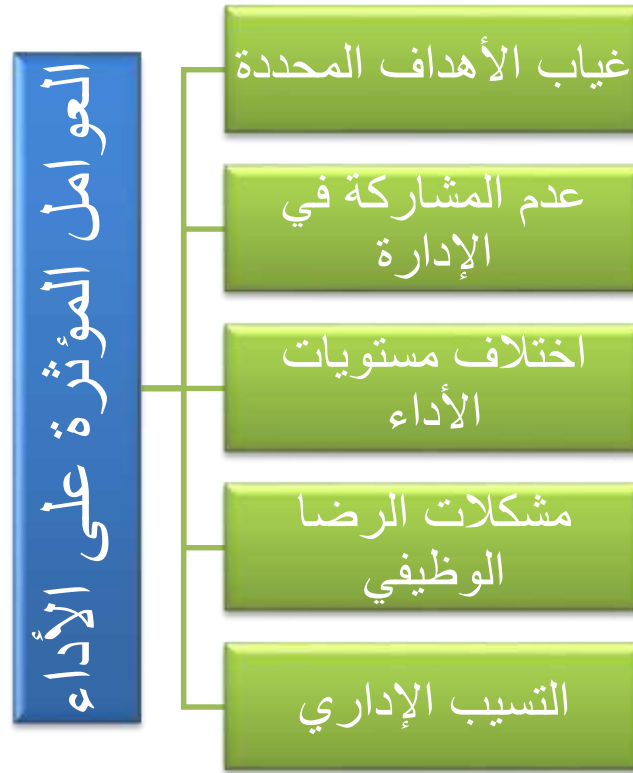 العوامل المؤثرة على الأداء
غياب الأهداف المحددة
عدم المشاركة في
الإدارة
اختلاف مستويات
الأداء
مشكلات الرضا
الوظيفي
التسيب الإداري